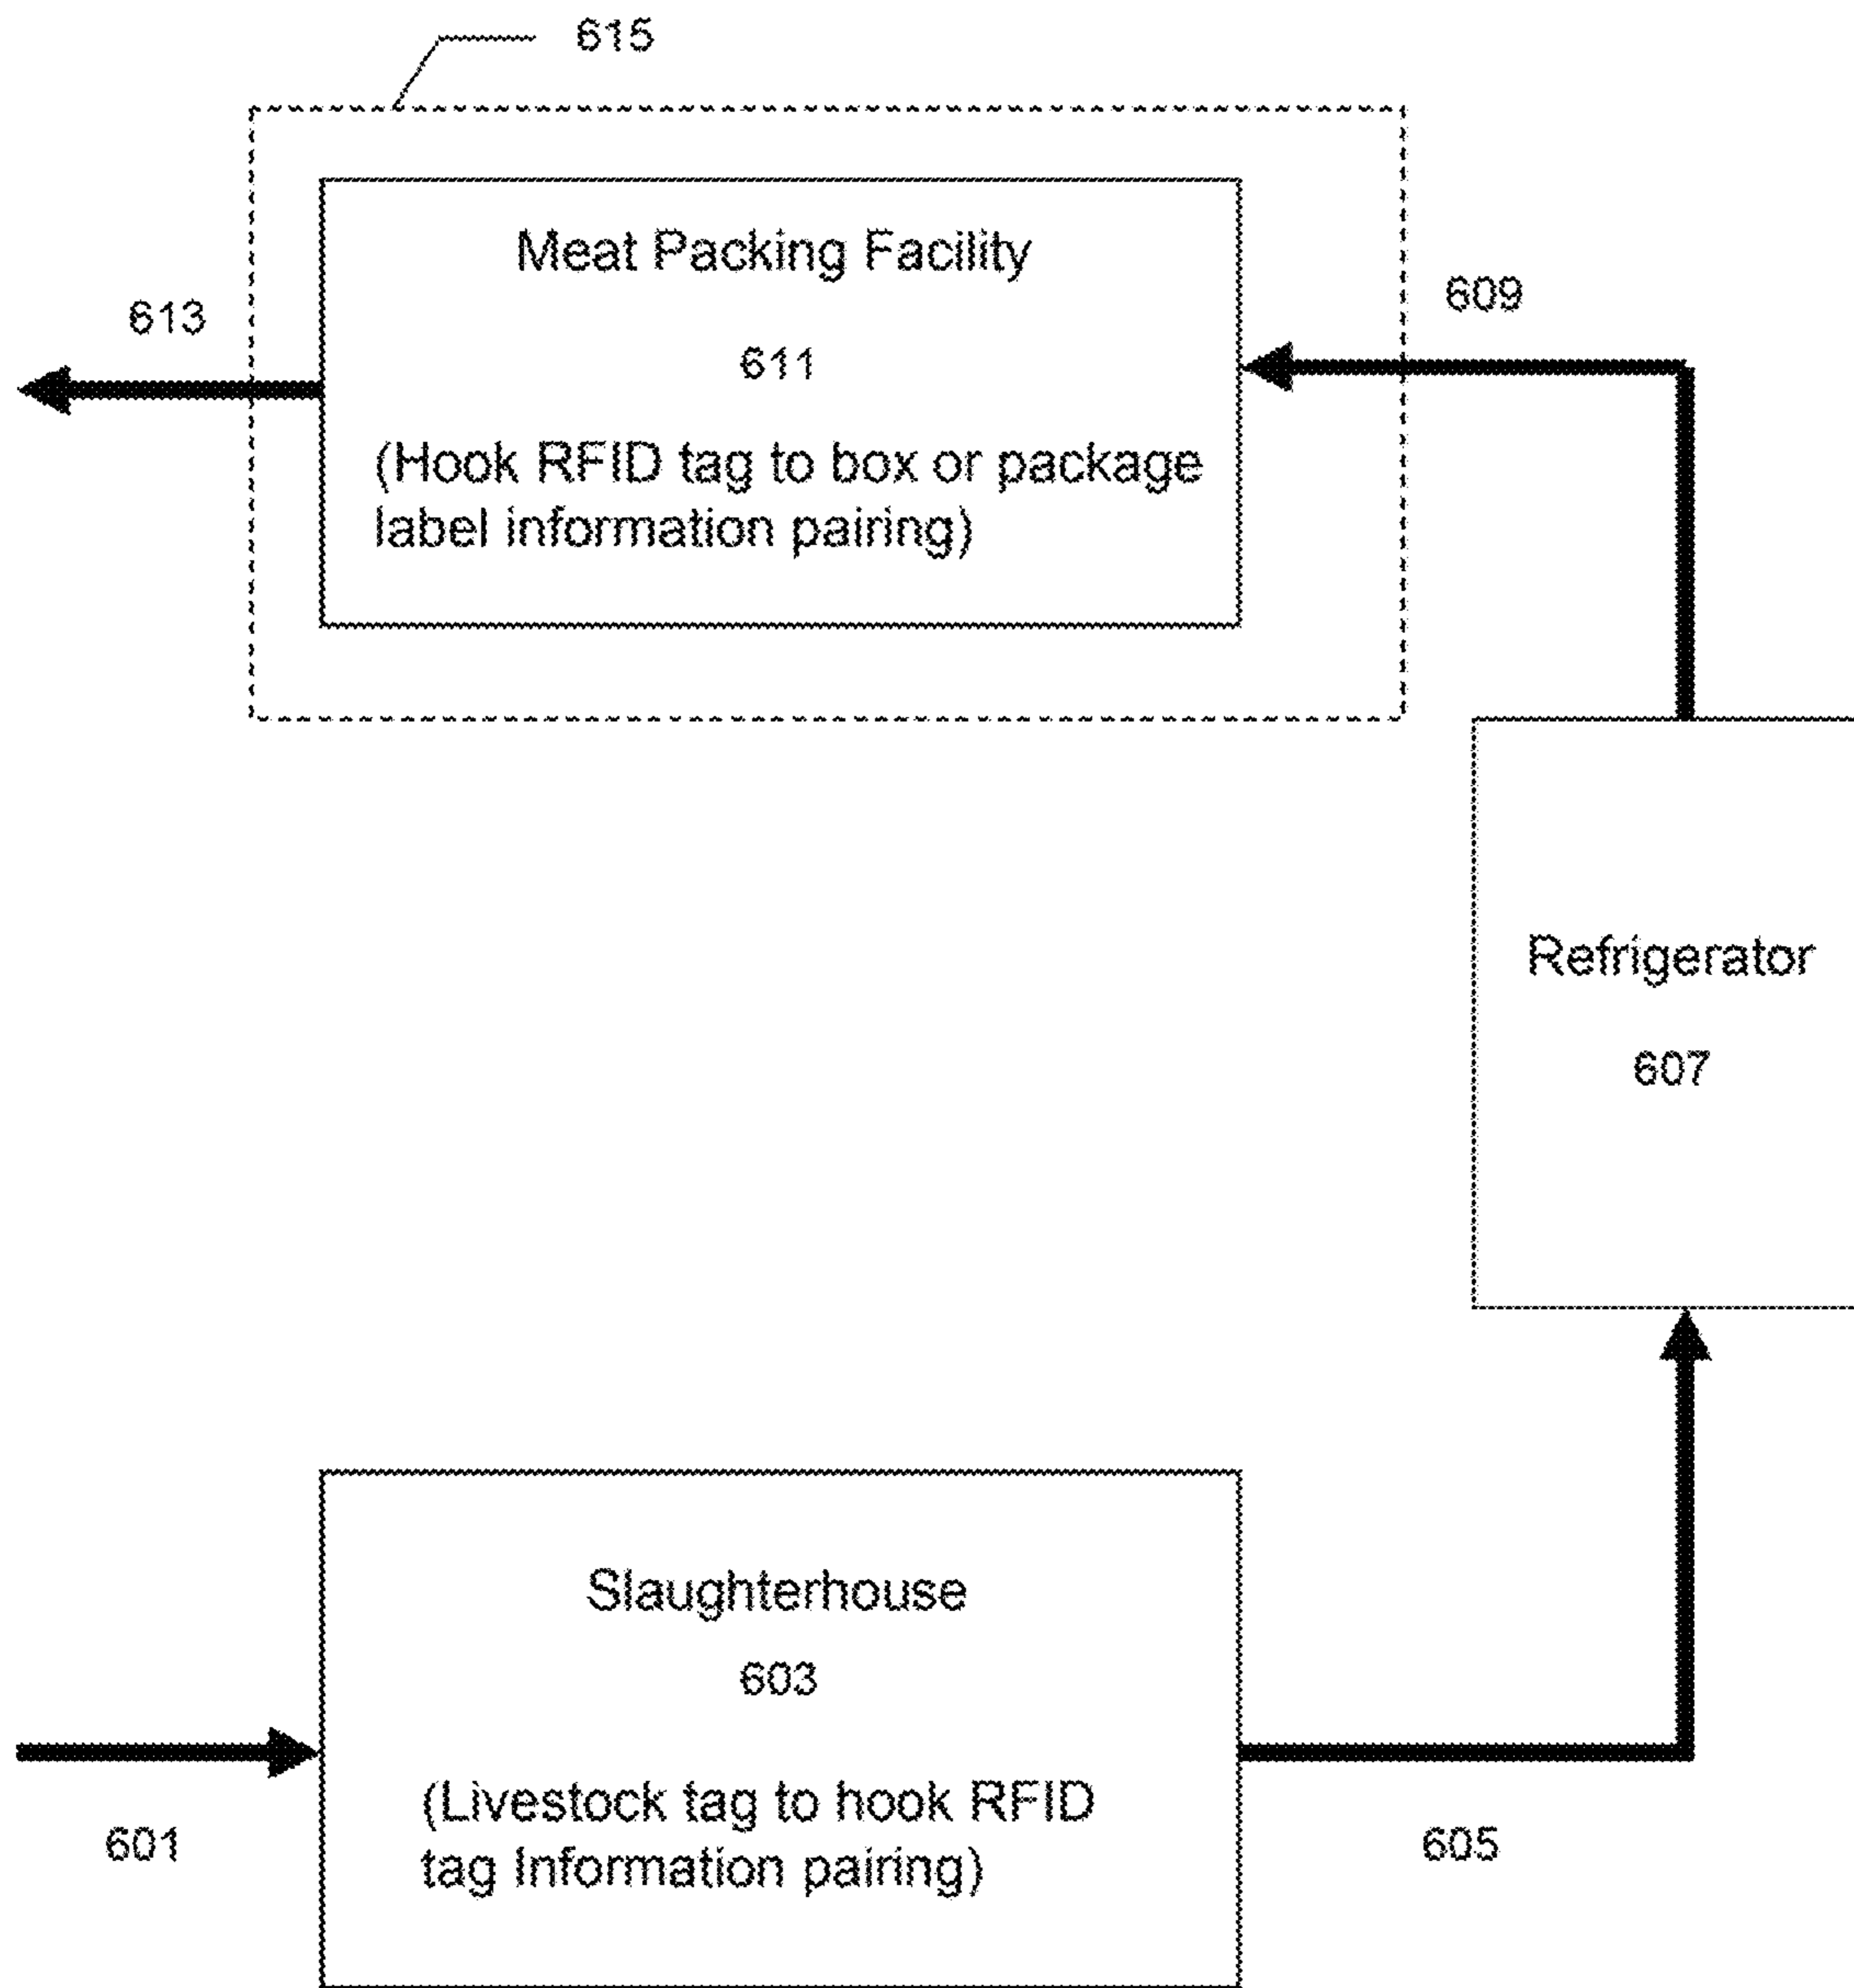 615
Meat Packing Facility
609
613
611
(Hook RFID tag to box or package
label information pairing)
Refrigerator
607
Slaughterhouse
603
(Livestock tag to hook RFID
tag Information pairing)
601
605